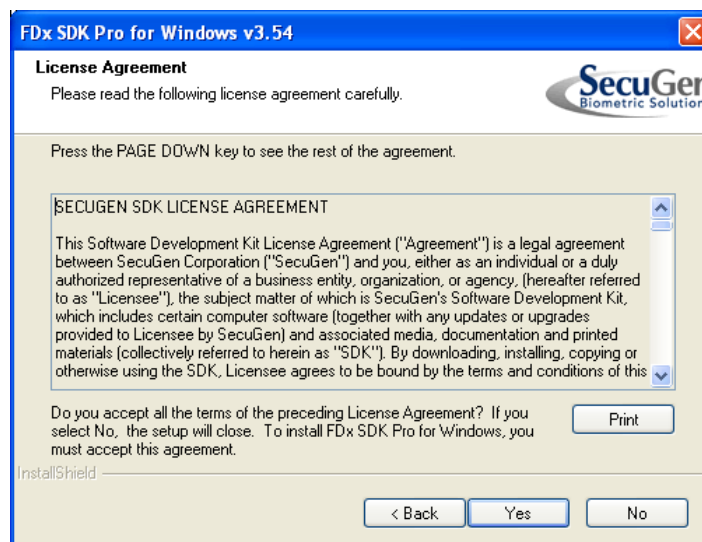 FDx SDK Pro for Windows v3.54
License Agreement
Please read the following license agreement carefully.
SecuGen
Biometric Solution
Press the PAGE DOWN key to see the rest of the agreement.
SECUGEN SDK LICENSE AGREEMENT
This Software Development Kit License Agreement ("Agreement") is a legal agreement
between SecuGen Corporation ("SecuGen") and you, either as an individual or a duly
authorized representative of a business entity, organization, or agency, (hereafter referred
to as "Licensee"), the subject matter of which is SecuGen's Software Development Kit,
which includes certain computer software (together with any updates or upgrades
provided to Licensee by SecuGen) and associated media, documentation and printed
materials (collectively referred to herein as "SDK"). By downloading, installing, copying or
otherwise using the SDK, Licensee agrees to be bound by the terms and conditions of this
Do you accept all the terms of the preceding License Agreement? If you
select No, the setup will close. To install FDx SDK Pro for Windows, you
must accept this agreement.
Print
InstallShield
< Back
Yes
No